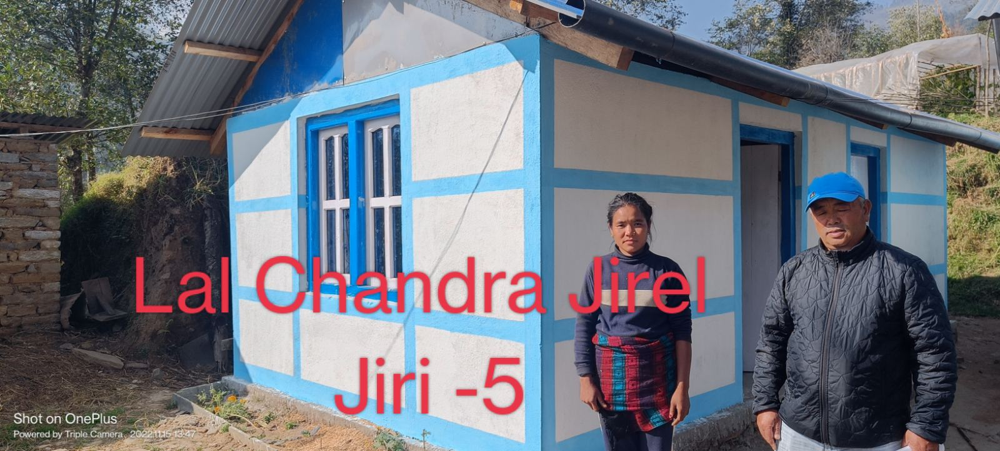 Lal Chandra Jirel
Jiri -5
Shot on OnePlus
Powered by Triple Camera 2022.11.15 13:47